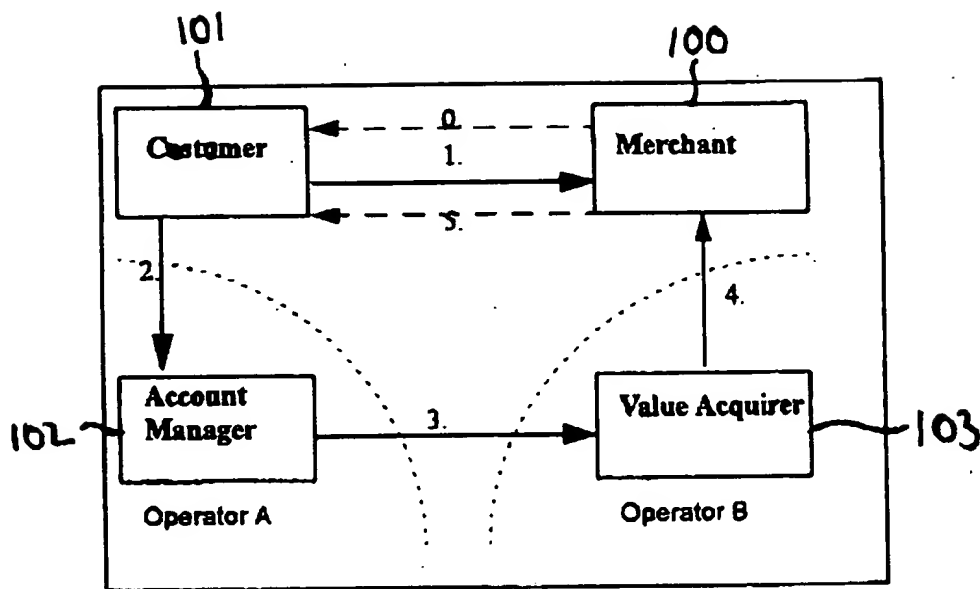 101
100
Customer
0.
Merchant
1.
5.
2.
4.
Account
Manager
Value Acquirer
102
3.
103
Operator A
Operator B